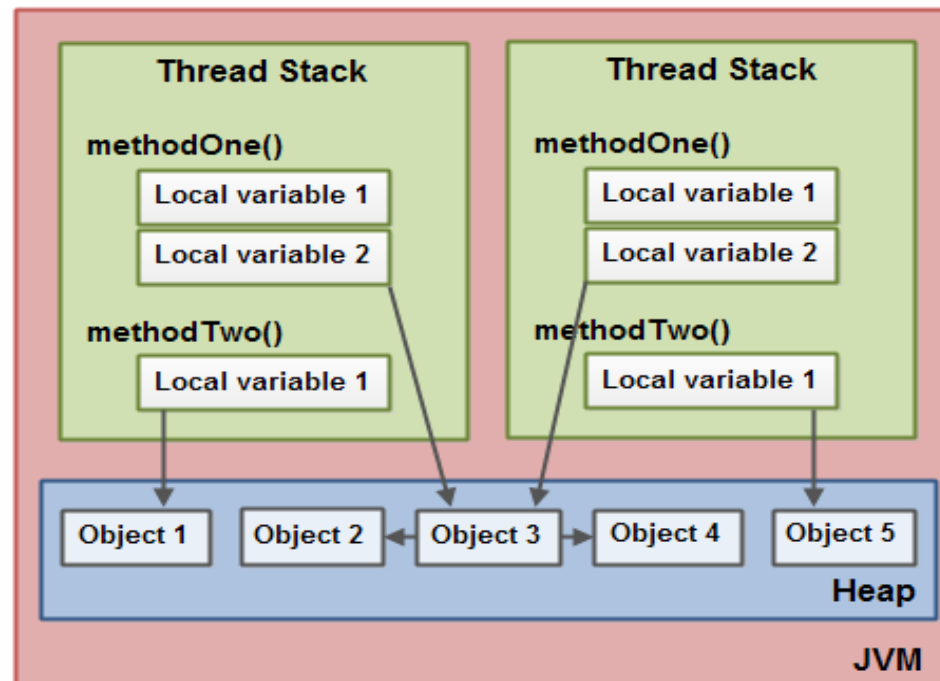 Thread Stack
methodOne()
Local variable 1
Local variable 2
methodTwo()
Local variable 1
Thread Stack
methodOne()
Local variable 1
Local variable 2
methodTwo()
Local variable 1
Object 1
Object 2
Object 3
Object 4
Object 5
Heap
JVM